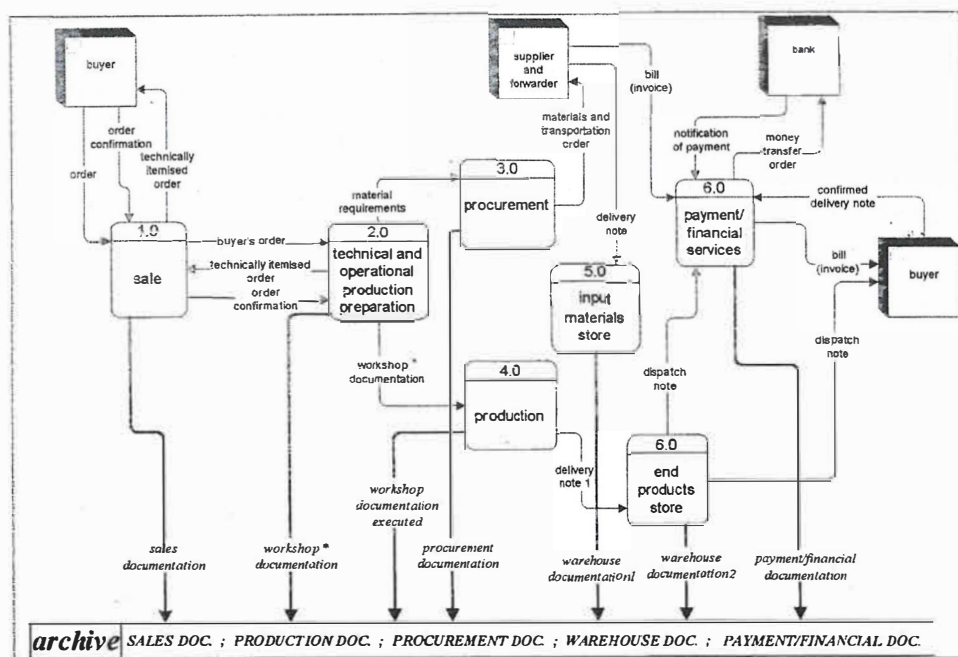 buyer
order
confirmation
technically
itemised
order
order
1.0
sale
buyer's order
technically itemised
order
order
confirmation
material
requirements
2.0
technical and
operational
production
preparation
workshop *
documentation
supplier
and
forwarder
materials and
transportation
order
3.0
procurement
delivery
note
5.0
input
materials
store
4.0
production
delivery
note 1
bill
(invoice)
bank
notification
of payment
money
transfer
order
6.0
payment/
financial
services
confirmed
delivery note
bill
(invoice)
buyer
dispatch
note
dispatch
note
6.0
end
products
store
sales
documentation
workshop *
documentation
workshop
documentation
executed
procurement
documentation
warehouse
documentation1
warehouse
documentation2
payment/financial
documentation
archive SALES DOC. ; PRODUCTION DOC. ; PROCUREMENT DOC. ; WAREHOUSE DOC. ; PAYMENT/FINANCIAL DOC.